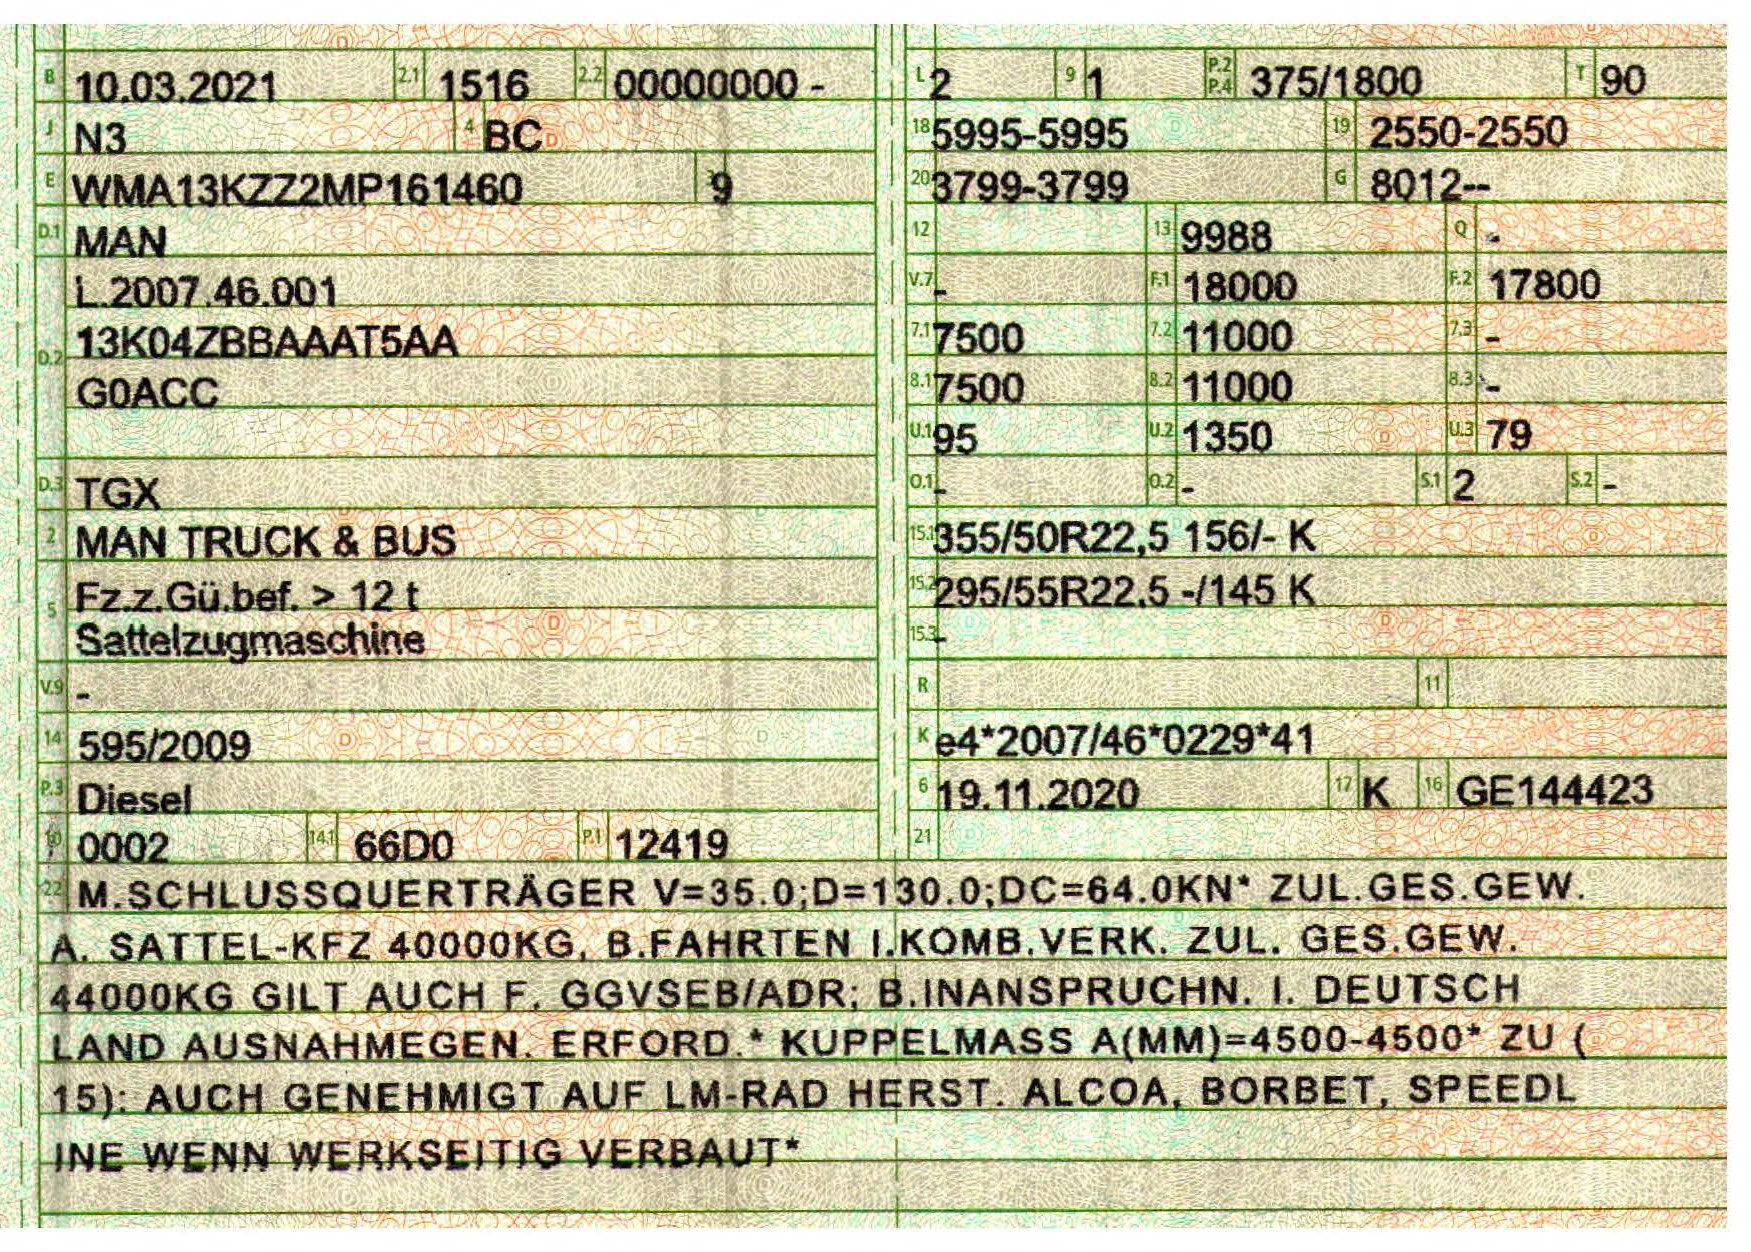 B 10.03.2021 2.1 1516 2.2 00000000 -
J N3 4 BC
E WMA13KZZ2MP161460 3 9
D.1 MAN
L.2007.46.001
D.2 13K04ZBBAAAT5AA
G0ACC
D.3 TGX
2 MAN TRUCK & BUS
5 Fz.z.Gü.bef. > 12 t
Sattelzugmaschine
V.9 -
14 595/2009
P.3 Diesel
10 0002 14.1 66D0 P.1 12419
L 2 9 1 P.2 P.4 375/1800 T 90
18 5995-5995 19 2550-2550
20 3799-3799 G 8012--
12 13 9988 Q -
V.7 - F.1 18000 F.2 17800
7.1 7500 7.2 11000 7.3 -
8.1 7500 8.2 11000 8.3 -
U.1 95 U.2 1350 U.3 79
O.1 - O.2 - S.1 2 S.2 -
15.1 355/50R22,5 156/- K
15.2 295/55R22,5 -/145 K
15.3 -
R 11
K e4*2007/46*0229*41
6 19.11.2020 17 K 16 GE144423
21
22 M.SCHLUSSQUERTRÄGER V=35.0;D=130.0;DC=64.0KN* ZUL.GES.GEW.
A. SATTEL-KFZ 40000KG, B.FAHRTEN I.KOMB.VERK. ZUL. GES.GEW.
44000KG GILT AUCH F. GGVSEB/ADR; B.INANSPRUCHN. I. DEUTSCH
LAND AUSNAHMEGEN. ERFORD.* KUPPELMASS A(MM)=4500-4500* ZU (
15): AUCH GENEHMIGT AUF LM-RAD HERST. ALCOA, BORBET, SPEEDL
INE WENN WERKSEITIG VERBAUT*